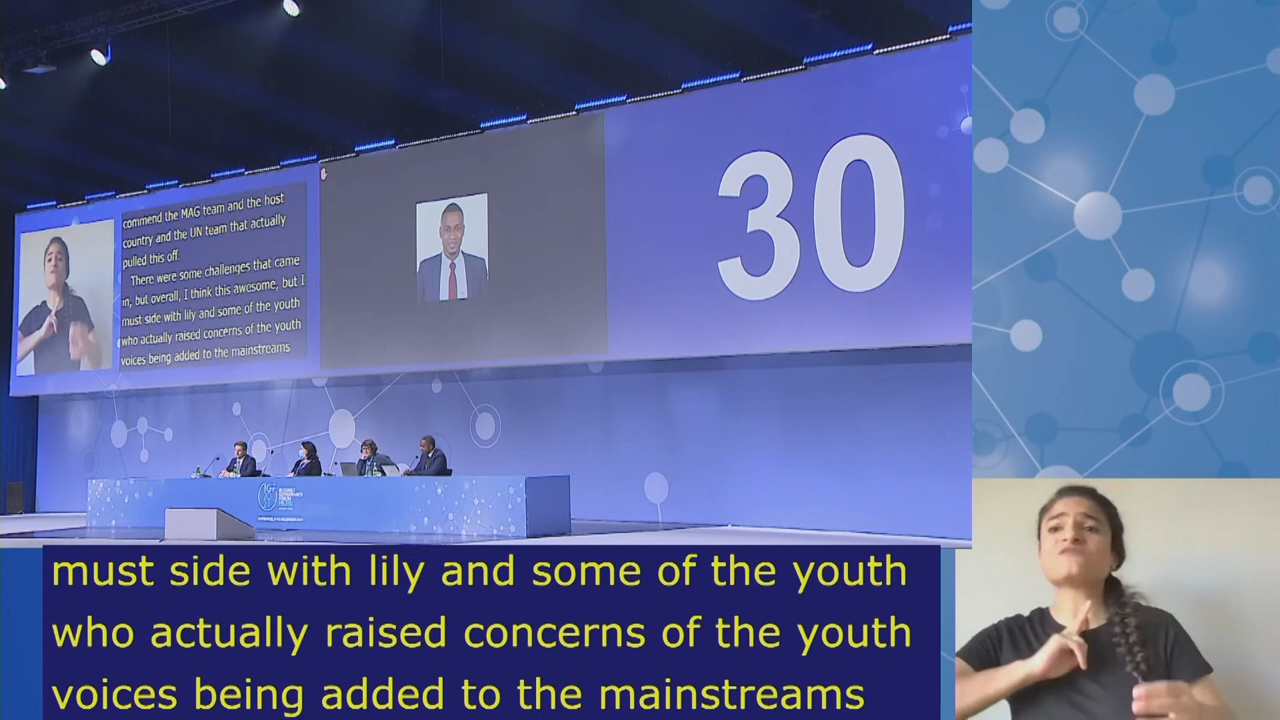 commend the MAG team and the host
country and the UN team that actually
pulled this off.
There were some challenges that came
in, but overall, I think this awesome, but I
must side with lily and some of the youth
who actually raised concerns of the youth
voices being added to the mainstreams
30
must side with lily and some of the youth
who actually raised concerns of the youth
voices being added to the mainstreams